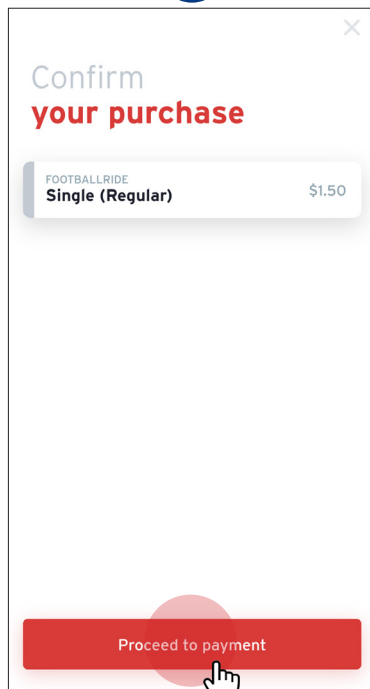 Confirm
your purchase
FOOTBALLRIDE
Single (Regular)
$1.50
Proceed to payment